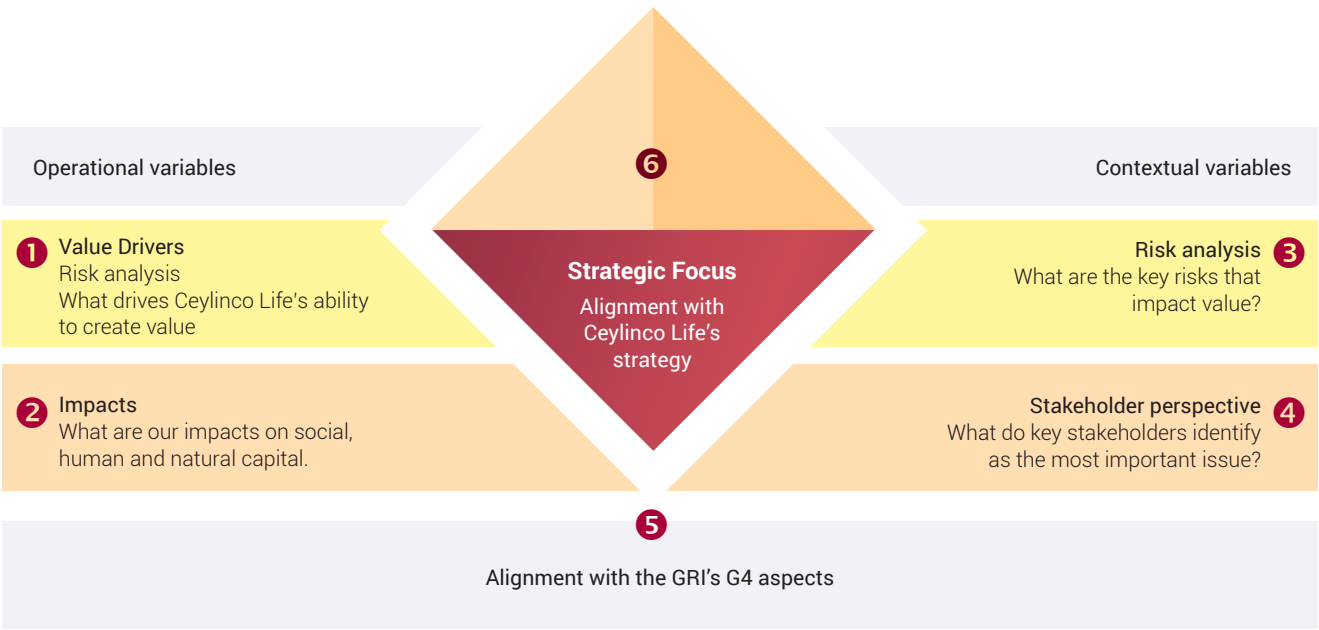 Operational variables
Contextual variables
6
1
Value Drivers
Risk analysis
What drives Ceylinco Life's ability
to create value
2
Impacts
What are our impacts on social,
human and natural capital.
Strategic Focus
Alignment with
Ceylinco Life's
strategy
Risk analysis
3
What are the key risks that
impact value?
Stakeholder perspective
4
What do key stakeholders identify
as the most important issue?
5
Alignment with the GRI's G4 aspects